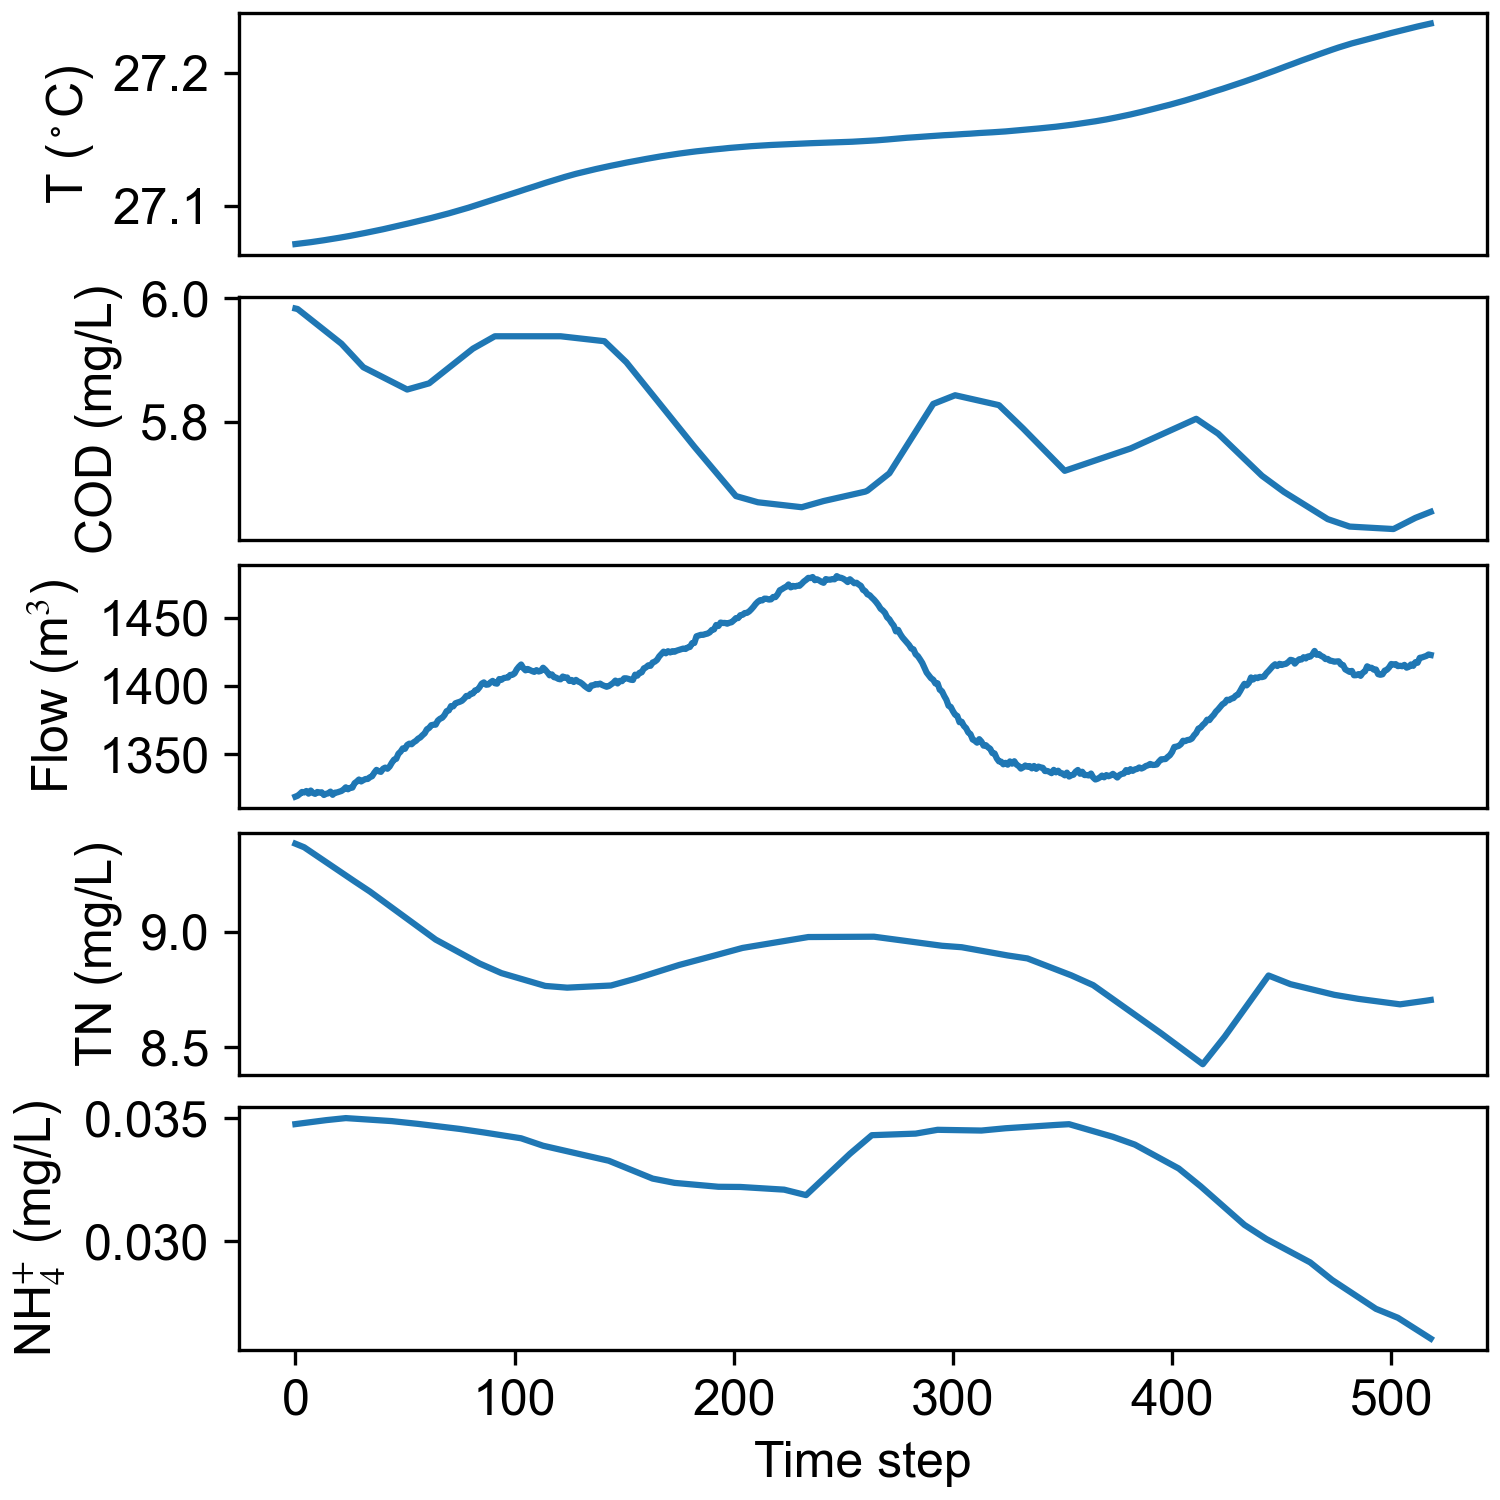 T (°C)
27.2
27.1
COD (mg/L)
6.0
5.8
Flow (m³)
1450
1400
1350
TN (mg/L)
9.0
8.5
NH₄⁺ (mg/L)
0.035
0.030
0 100 200 300 400 500
Time step